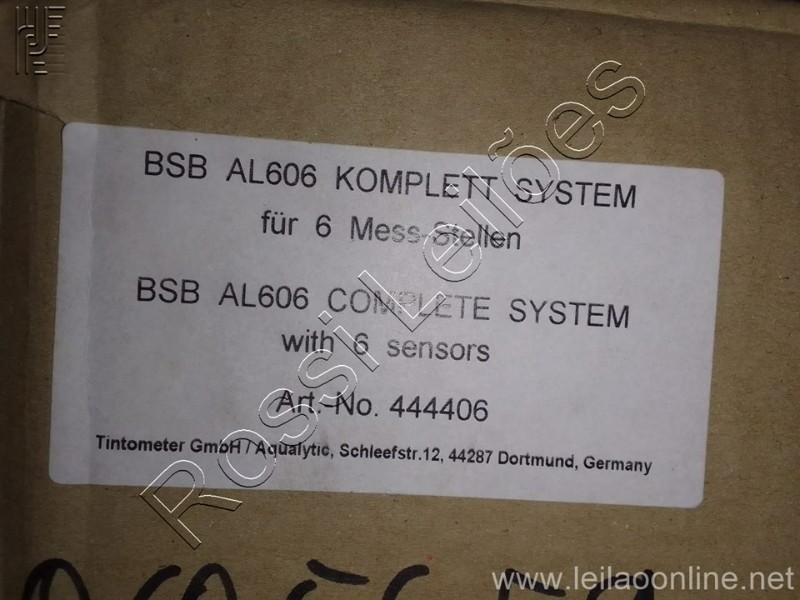 BSB AL606 KOMPLETT SYSTEM
für 6 Mess-Stellen
BSB AL606 COMPLETE SYSTEM
with 6 sensors
Art.-No. 444406
Tintometer GmbH / Aqualytic, Schleefstr.12, 44287 Dortmund, Germany
Rossi Leilões
www.leilaoonline.net